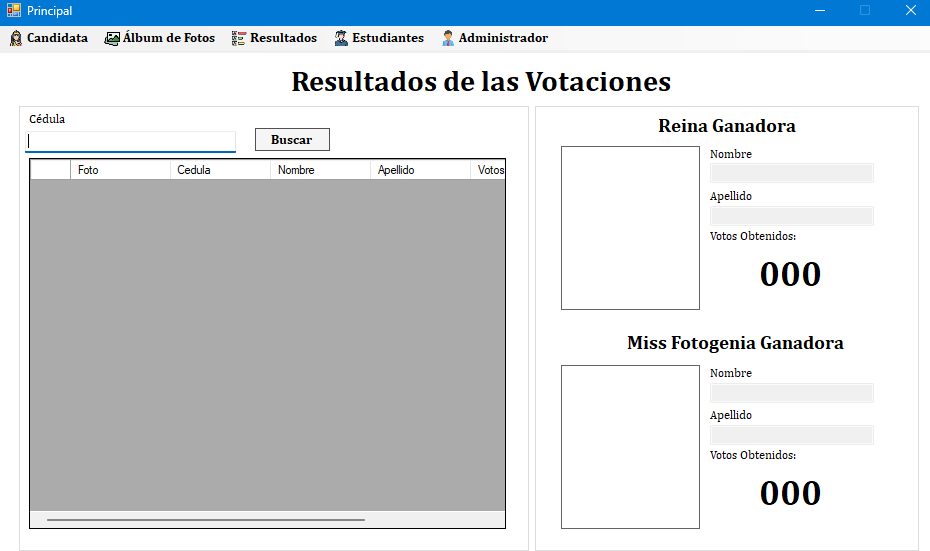 Principal
Candidata Álbum de Fotos Resultados Estudiantes Administrador
Resultados de las Votaciones
Cédula
Buscar
Foto Cedula Nombre Apellido Votos
Reina Ganadora
Nombre
Apellido
Votos Obtenidos:
000
Miss Fotogenia Ganadora
Nombre
Apellido
Votos Obtenidos:
000